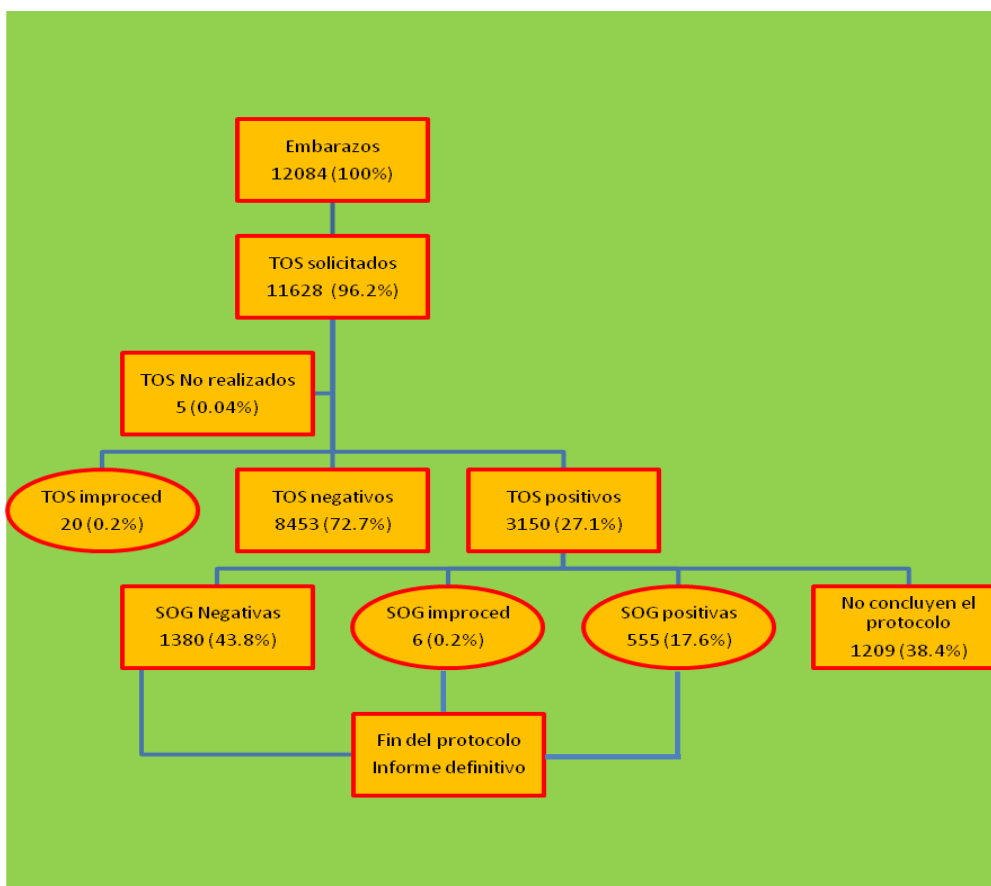 Embarazos
12084 (100%)
TOS solicitados
11628 (96.2%)
TOS No realizados
5 (0.04%)
TOS improced
20 (0.2%)
TOS negativos
8453 (72.7%)
TOS positivos
3150 (27.1%)
SOG Negativas
1380 (43.8%)
SOG improced
6 (0.2%)
SOG positivas
555 (17.6%)
No concluyen el
protocolo
1209 (38.4%)
Fin del protocolo
Informe definitivo